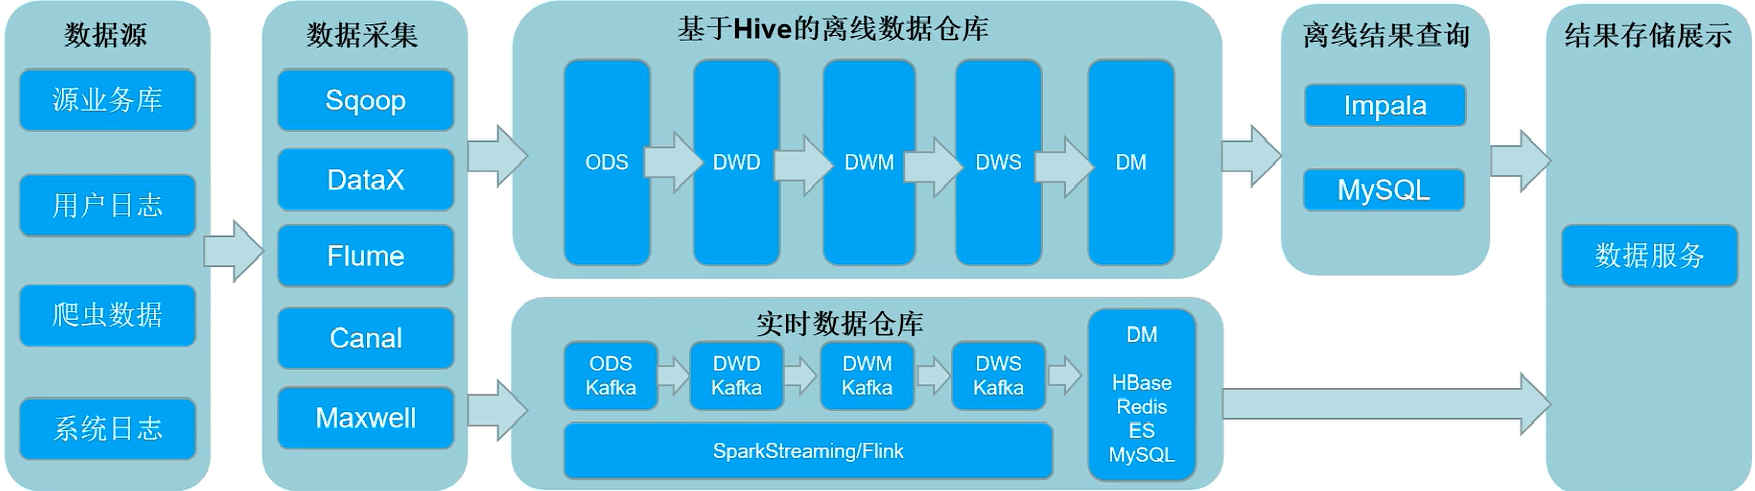 数据源
源业务库
用户日志
爬虫数据
系统日志
数据采集
Sqoop
DataX
Flume
Canal
Maxwell
基于Hive的离线数据仓库
ODS
DWD
DWM
DWS
DM
实时数据仓库
ODS
Kafka
DWD
Kafka
DWM
Kafka
DWS
Kafka
SparkStreaming/Flink
DM
HBase
Redis
ES
MySQL
离线结果查询
Impala
MySQL
结果存储展示
数据服务